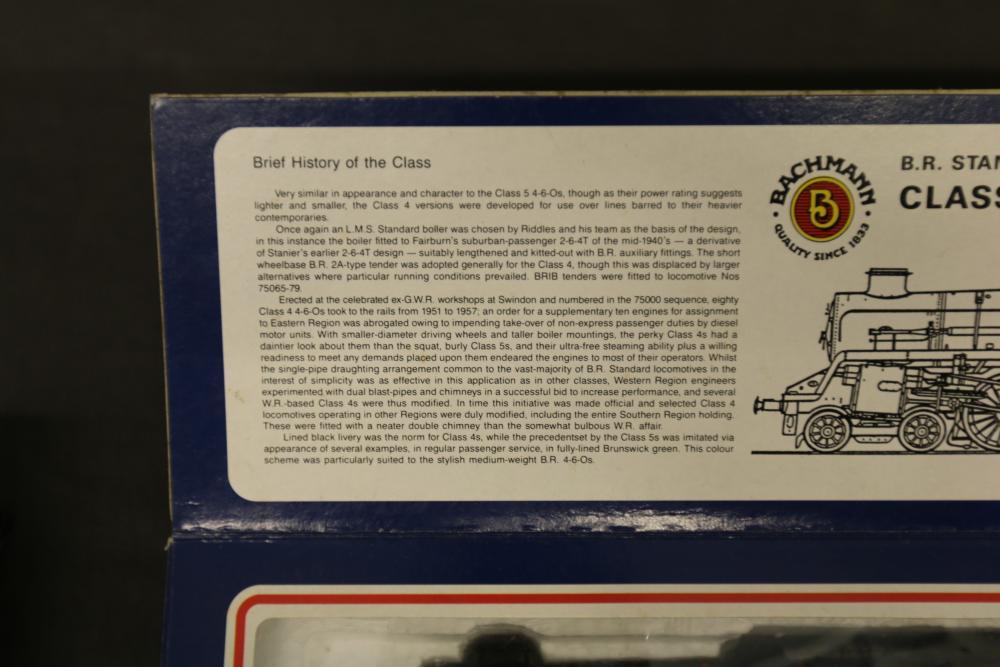 Brief History of the Class
Very similar in appearance and character to the Class 5 4-6-Os, though as their power rating suggests
lighter and smaller, the Class 4 versions were developed for use over lines barred to their heavier
contemporaries.
Once again an L.M.S. Standard boller was chosen by Riddles and his team as the basis of the design,
in this instance the boiler fitted to Fairburn's suburban-passenger 2-6-4T of the mid-1940's — a derivative
of Stanier's earlier 2-6-4T design — suitably lengthened and kitted-out with B.R. auxiliary fittings. The short
wheelbase B.R. 2A-type tender was adopted generally for the Class 4, though this was displaced by larger
alternatives where particular running conditions prevailed. BRIB tenders were fitted to locomotive Nos
75065-79.
Erected at the celebrated ex-G.W.R. workshops at Swindon and numbered in the 75000 sequence, eighty
Class 4 4-6-Os took to the rails from 1951 to 1957; an order for a supplementary ten engines for assignment
to Eastern Region was abrogated owing to impending take-over of non-express passenger duties by diesel
motor units. With smaller-diameter driving wheels and taller boiler mountings, the perky Class 4s had a
daintier look about them than the squat, burly Class 5s, and their ultra-free steaming ability plus a willing
readiness to meet any demands placed upon them endeared the engines to most of their operators. Whilst
the single-pipe draughting arrangement common to the vast-majority of B.R. Standard locomotives in the
interest of simplicity was as effective in this application as in other classes, Western Region engineers
experimented with dual blast-pipes and chimneys in a successful bid to increase performance, and several
W.R.-based Class 4s were thus modified. In time this initiative was made official and selected Class 4
locomotives operating in other Regions were duly modified, including the entire Southern Region holding.
These were fitted with a neater double chimney than the somewhat bulbous W.R. affair.
Lined black livery was the norm for Class 4s, while the precedentset by the Class 5s was imitated via
appearance of several examples, in regular passenger service, in fully-lined Brunswick green. This colour
scheme was particularly suited to the stylish medium-weight B.R. 4-6-Os.
BACHMANN
B
QUALITY SINCE 1833
B.R. STAN
CLASS